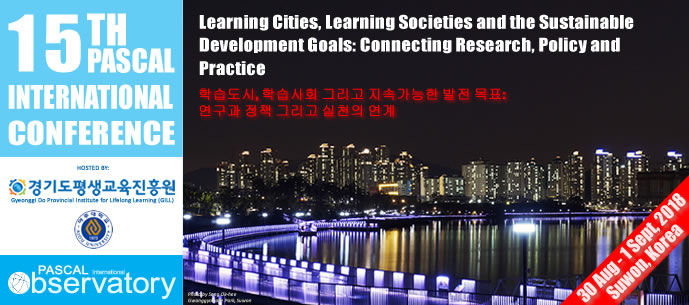 15TH
PASCAL
INTERNATIONAL
CONFERENCE
HOSTED BY:
경기도평생교육진흥원
Gyeonggi Do Provincial Institute for Lifelong Learning (GILL)
PASCAL International
Observatory
Learning Cities, Learning Societies and the Sustainable
Development Goals: Connecting Research, Policy and
Practice
학습도시, 학습사회 그리고 지속가능한 발전 목표:
연구과 정책 그리고 실천의 연계
Park, Suwon
30 Aug - 1 Sept, 2018
Suwon, Korea